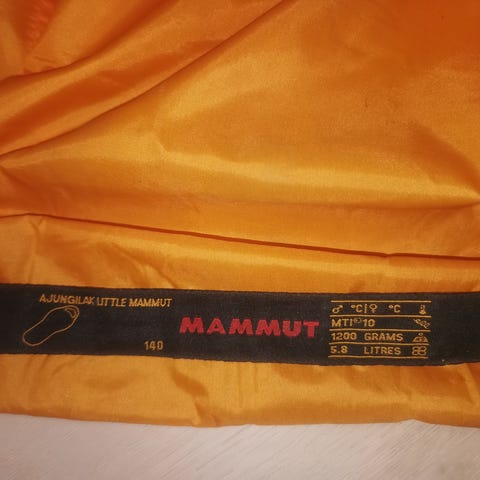 AJUNGILAK LITTLE MAMMUT
140
MAMMUT
♂ °C|♀ °C
MTI 10
1200 GRAMS
5.8 LITRES